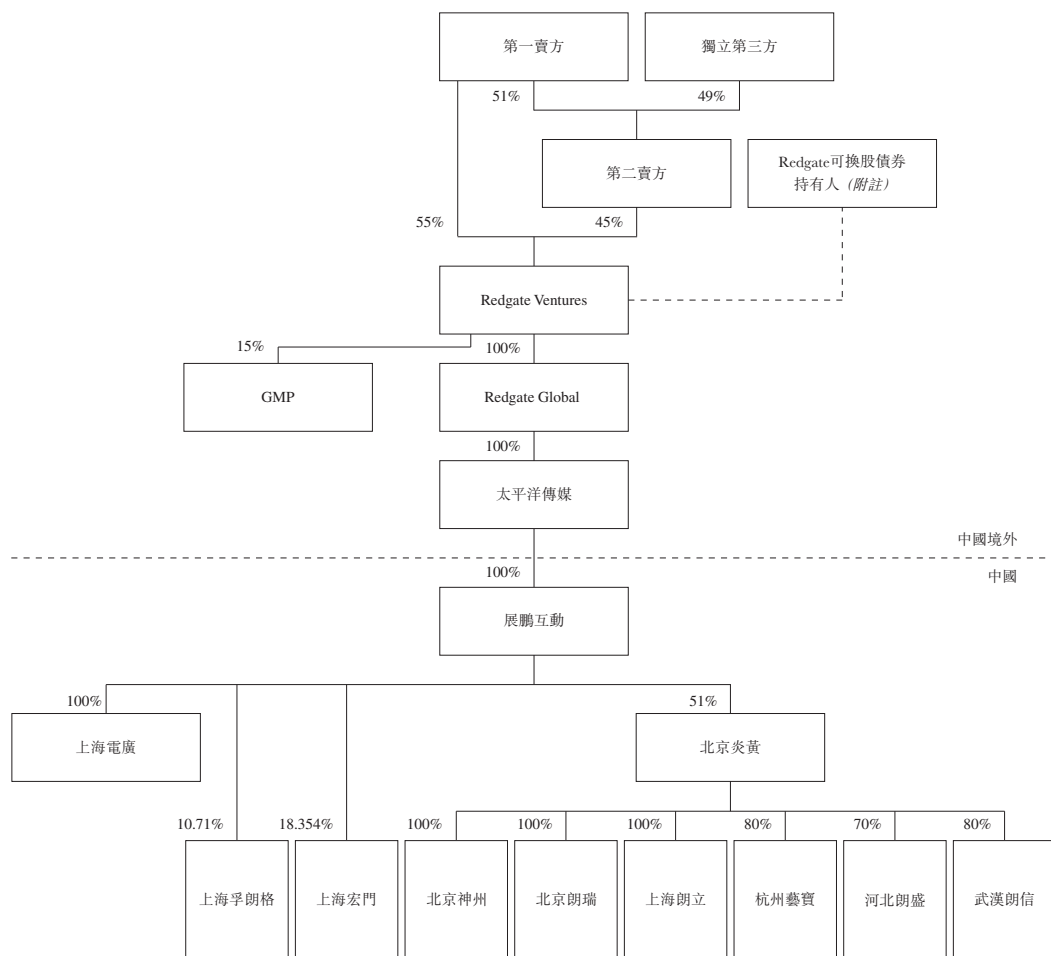 第一賣方
獨立第三方
51%
49%
第二賣方
Redgate可換股債券
持有人（附註）
55%
45%
Redgate Ventures
15%
100%
GMP
Redgate Global
100%
太平洋傳媒
中國境外
100%
中國
展鵬互動
100%
51%
上海電廣
北京炎黃
10.71%
18.354%
100%
100%
100%
80%
70%
80%
上海孚朗格
上海宏門
北京神州
北京朗瑞
上海朗立
杭州藝寶
河北朗盛
武漢朗信